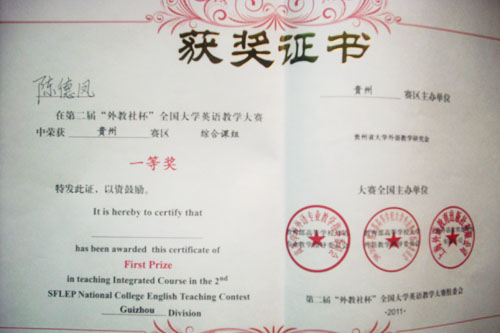 获奖证书
陈德凤
在第二届“外教社杯”全国大学英语教学大赛
中荣获 贵州 赛区 综合课组
一等奖
特发此证，以资鼓励。
It is hereby to certify that
has been awarded this certificate of
First Prize
in teaching Integrated Course in the 2nd
SFLEP National College English Teaching Contest
Guizhou Division
贵州 赛区主办单位
贵州省大学外语教学研究会
大赛全国主办单位
第二届“外教社杯”全国大学英语教学大赛组委会
-2011-